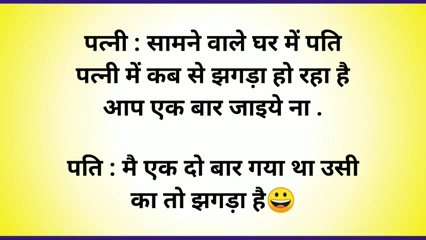 पत्नी : सामने वाले घर में पति
पत्नी में कब से झगड़ा हो रहा है
आप एक बार जाइये ना .
पति : मै एक दो बार गया था उसी
का तो झगड़ा है😀